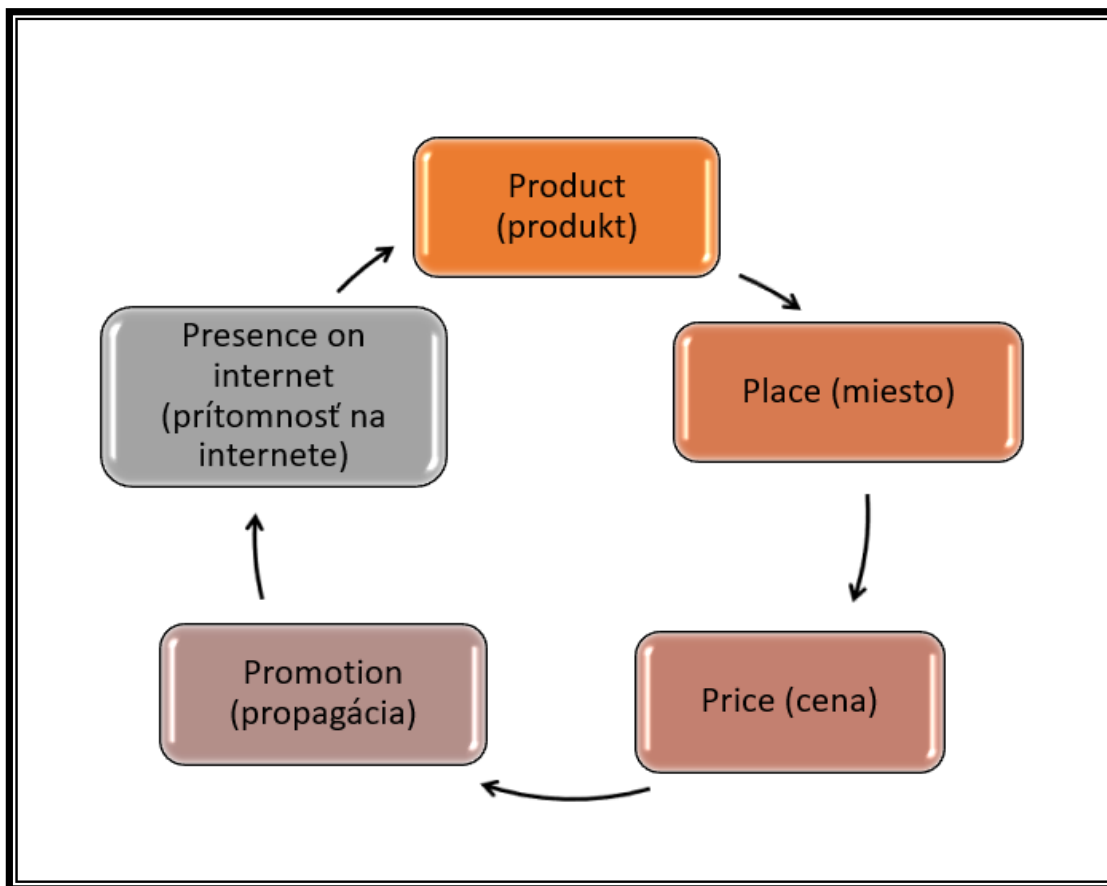 Product
(produkt)
Place (miesto)
Price (cena)
Promotion
(propagácia)
Presence on
internet
(prítomnosť na
internete)